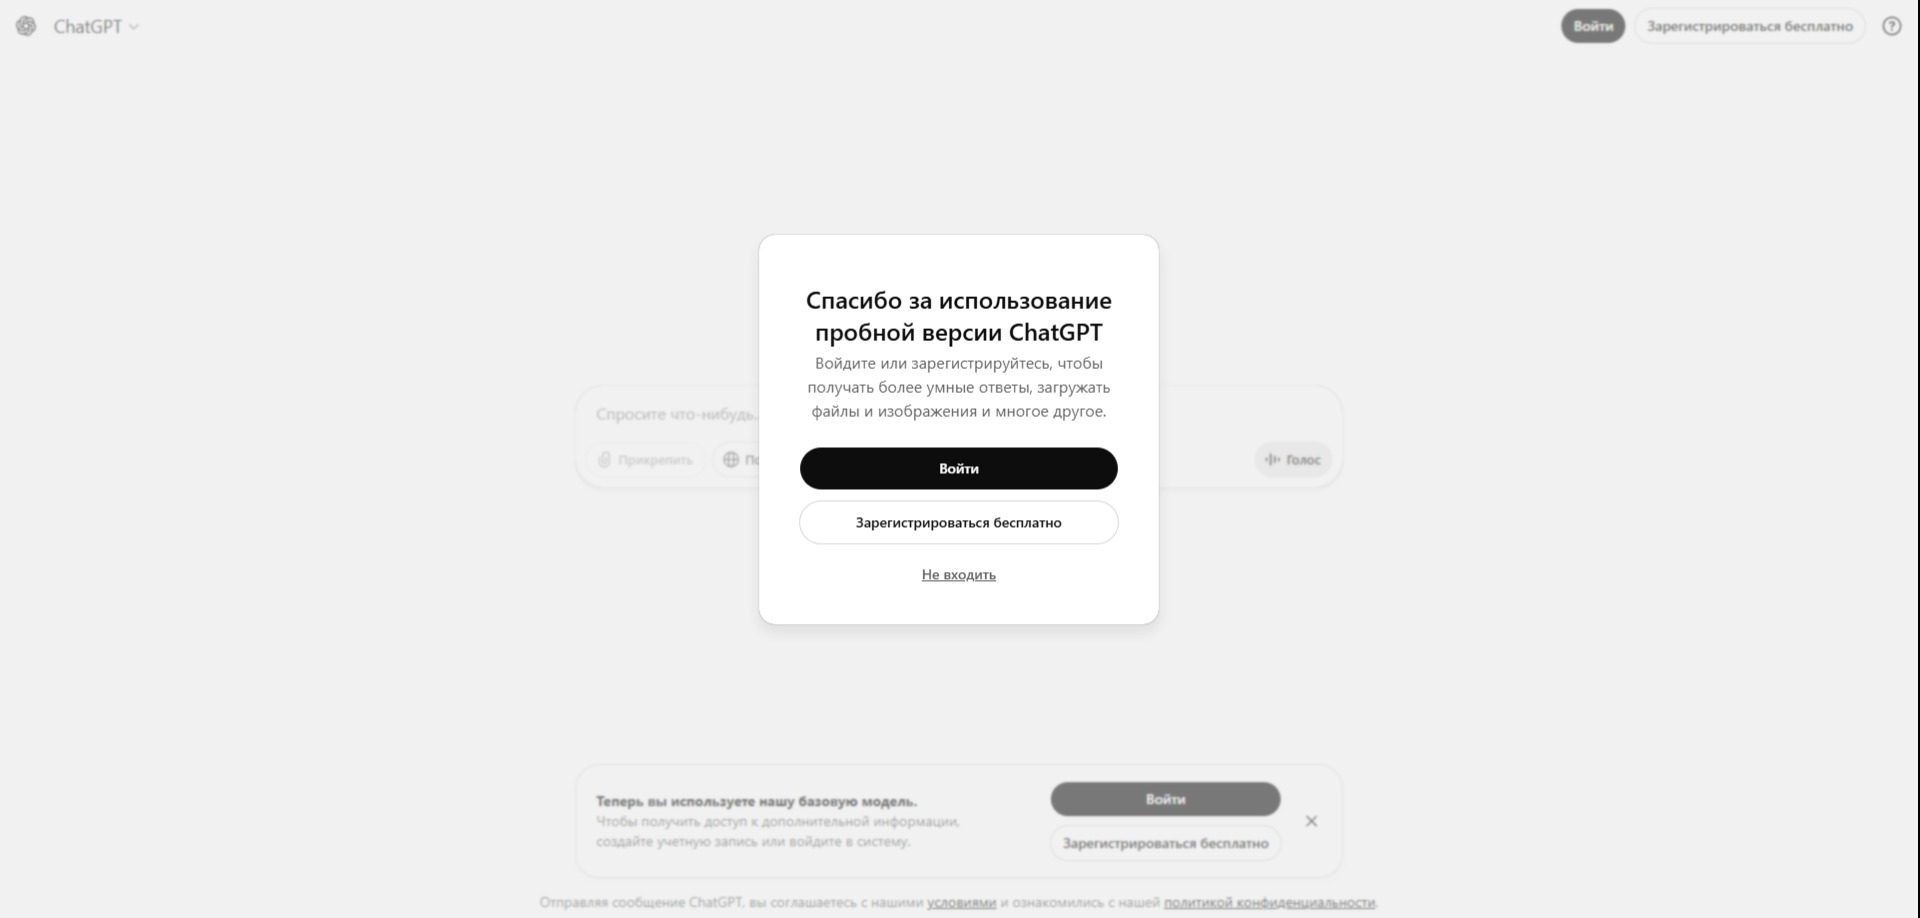 ChatGPT
Войти
Зарегистрироваться бесплатно
Спасибо за использование
пробной версии ChatGPT
Войдите или зарегистрируйтесь, чтобы
получать более умные ответы, загружать
файлы и изображения и многое другое.
Войти
Зарегистрироваться бесплатно
Не входить
Спросите что-нибудь..
Прикрепить
По
Голос
Теперь вы используете нашу базовую модель.
Чтобы получить доступ к дополнительной информации,
создайте учетную запись или войдите в систему.
Войти
Зарегистрироваться бесплатно
Отправляя сообщение ChatGPT, вы соглашаетесь с нашими условиями и ознакомились с нашей политикой конфиденциальности.